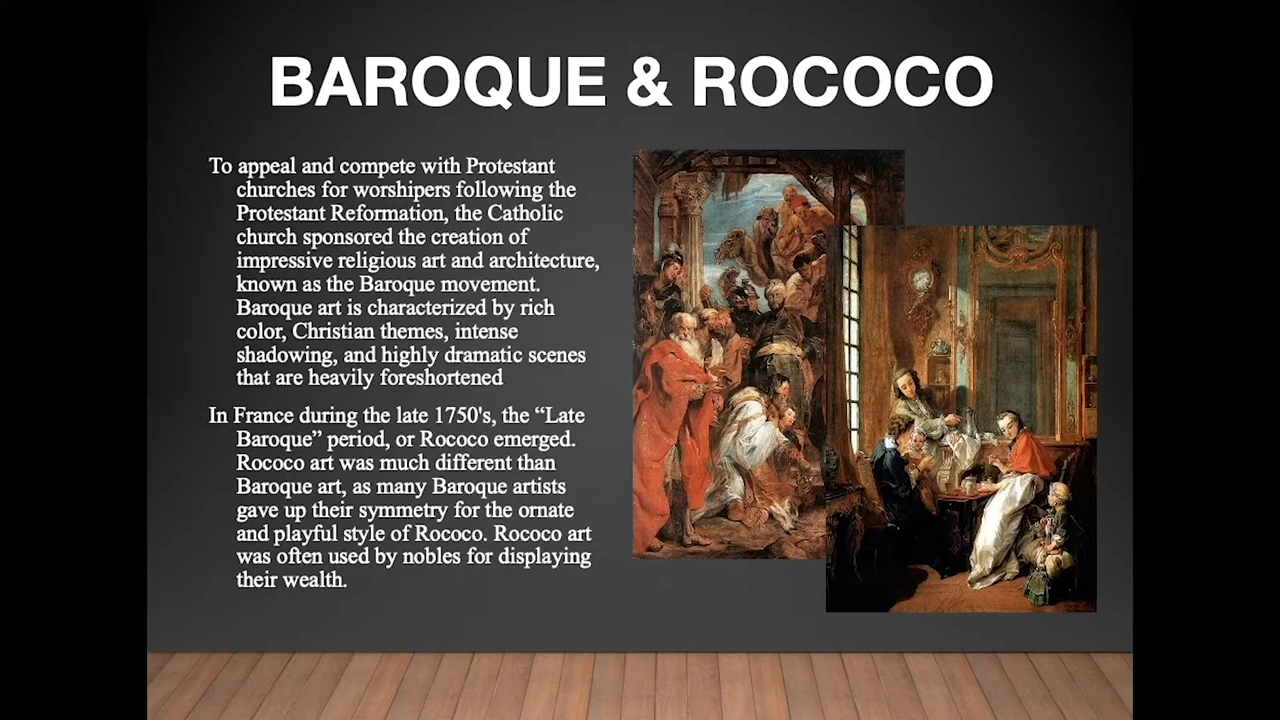 BAROQUE & ROCOCO
To appeal and compete with Protestant
churches for worshipers following the
Protestant Reformation, the Catholic
church sponsored the creation of
impressive religious art and architecture,
known as the Baroque movement.
Baroque art is characterized by rich
color, Christian themes, intense
shadowing, and highly dramatic scenes
that are heavily foreshortened
In France during the late 1750's, the “Late
Baroque” period, or Rococo emerged.
Rococo art was much different than
Baroque art, as many Baroque artists
gave up their symmetry for the ornate
and playful style of Rococo. Rococo art
was often used by nobles for displaying
their wealth.